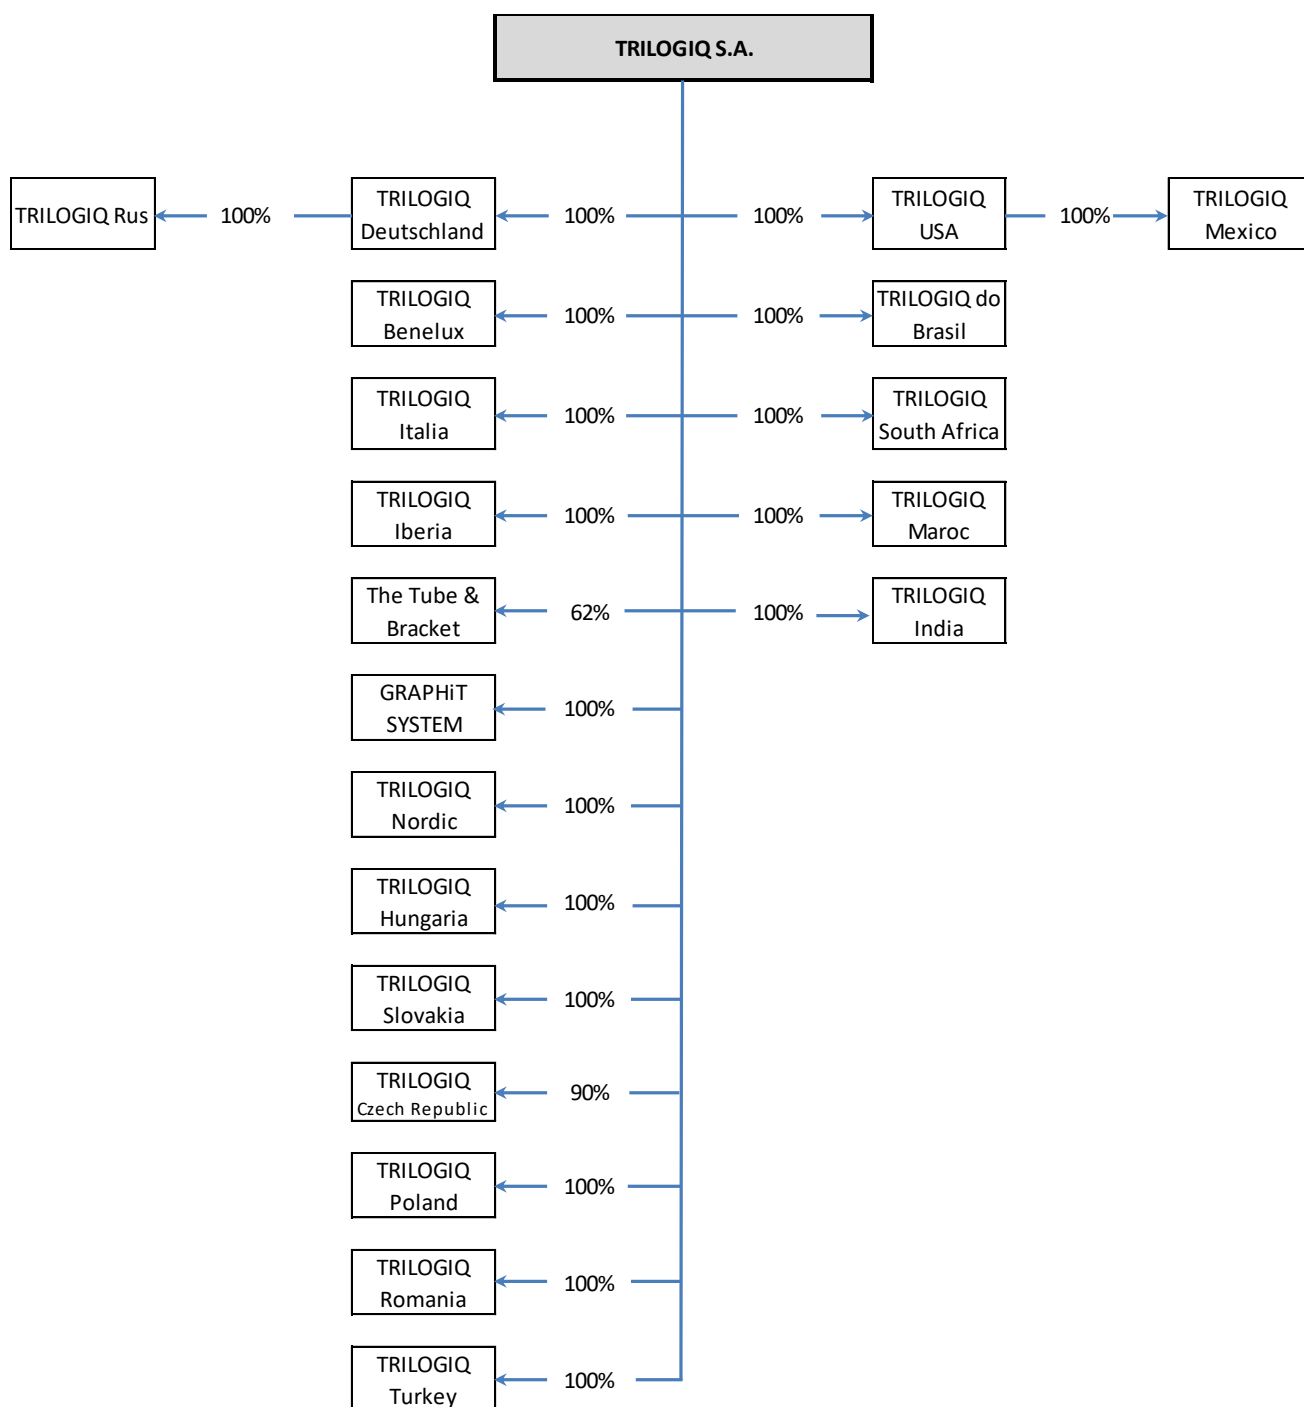 TRILOGIQ S.A.
TRILOGIQ Rus
100%
TRILOGIQ
Deutschland
100%
100%
TRILOGIQ
USA
100%
TRILOGIQ
Mexico
TRILOGIQ
Benelux
100%
100%
TRILOGIQ do
Brasil
TRILOGIQ
Italia
100%
100%
TRILOGIQ
South Africa
TRILOGIQ
Iberia
100%
100%
TRILOGIQ
Maroc
The Tube &
Bracket
62%
100%
TRILOGIQ
India
GRAPHiT
SYSTEM
100%
TRILOGIQ
Nordic
100%
TRILOGIQ
Hungaria
100%
TRILOGIQ
Slovakia
100%
TRILOGIQ
Czech Republic
90%
TRILOGIQ
Poland
100%
TRILOGIQ
Romania
100%
TRILOGIQ
Turkey
100%